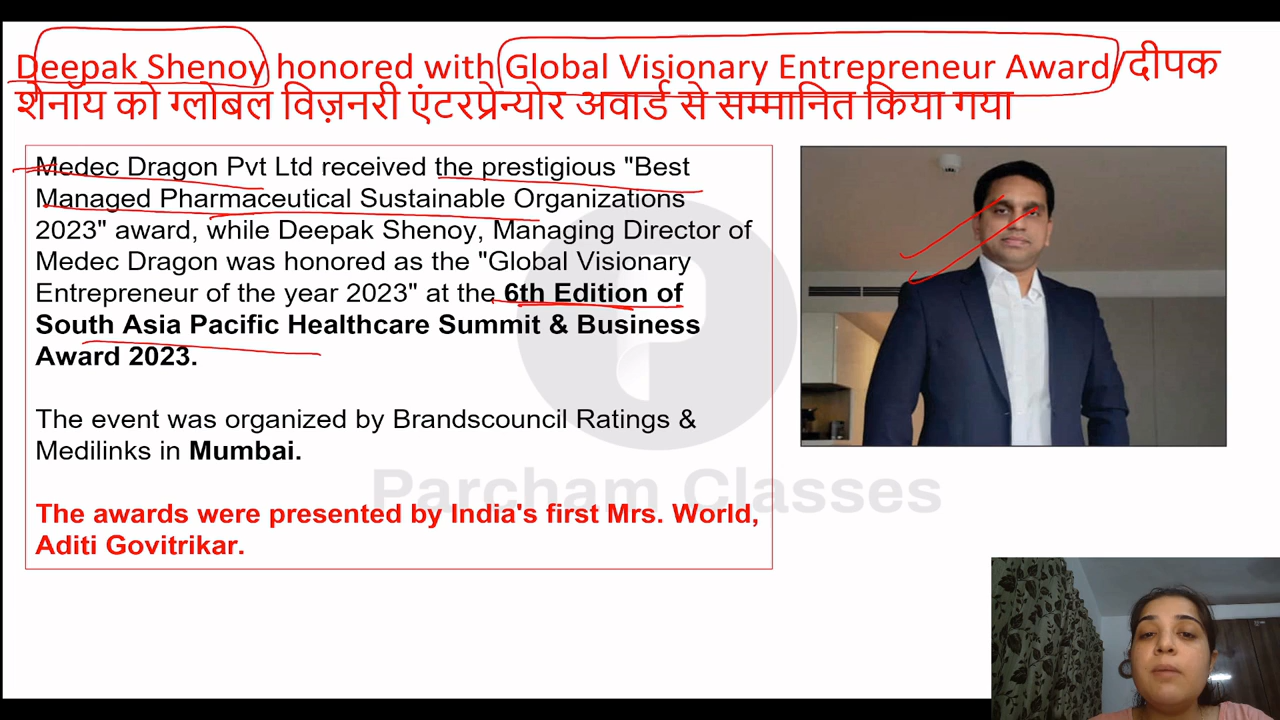 Deepak Shenoy honored with Global Visionary Entrepreneur Award/दीपक
शेनॉय को ग्लोबल विज़नरी एंटरप्रेन्योर अवार्ड से सम्मानित किया गया
Medec Dragon Pvt Ltd received the prestigious "Best
Managed Pharmaceutical Sustainable Organizations
2023" award, while Deepak Shenoy, Managing Director of
Medec Dragon was honored as the "Global Visionary
Entrepreneur of the year 2023" at the 6th Edition of
South Asia Pacific Healthcare Summit & Business
Award 2023.
The event was organized by Brandscouncil Ratings &
Medilinks in Mumbai.
The awards were presented by India's first Mrs. World,
Aditi Govitrikar.
Parcham Classes